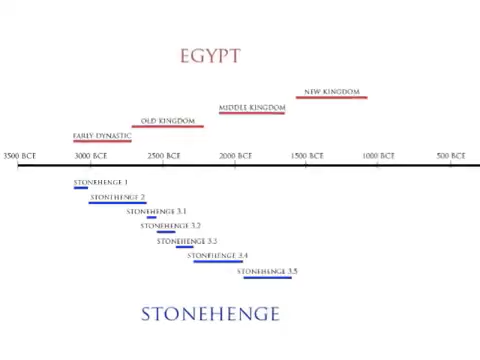 EGYPT
NEW KINGDOM
MIDDLE KINGDOM
OLD KINGDOM
EARLY DYNASTIC
3500 BCE 3000 BCE 2500 BCE 2000 BCE 1500 BCE 1000 BCE 500 BCE
STONEHENGE 1
STONEHENGE 2
STONEHENGE 3.1
STONEHENGE 3.2
STONEHENGE 3.3
STONEHENGE 3.4
STONEHENGE 3.5
STONEHENGE